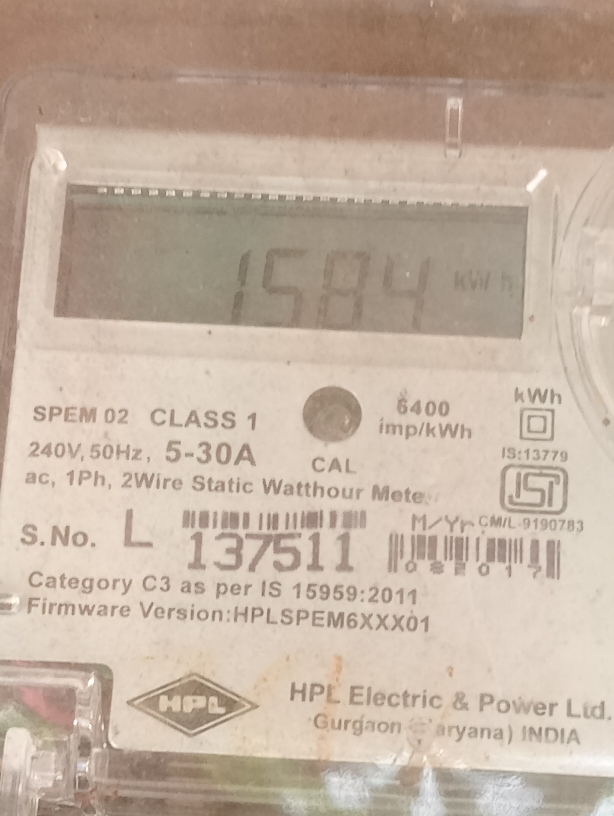 1584 kWh
SPEM 02 CLASS 1
6400
imp/kWh
kWh
240V, 50Hz, 5-30A
CAL
IS:13779
ISI
ac, 1Ph, 2Wire Static Watthour Mete
M/Yr CM/L-9190783
S.No. L 137511 082017
Category C3 as per IS 15959:2011
Firmware Version:HPLSPEM6XXX01
HPL
HPL Electric & Power Ltd.
Gurgaon aryana) INDIA